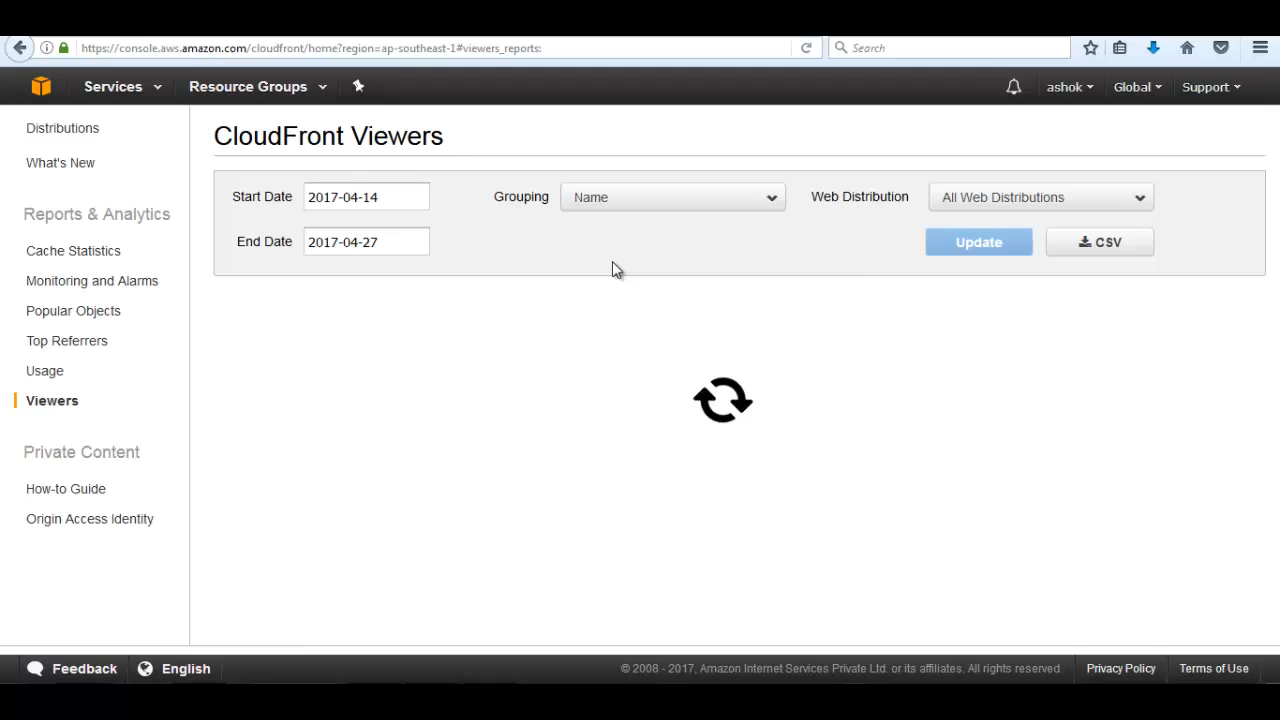 https://console.aws.amazon.com/cloudfront/home?region=ap-southeast-1#viewers_reports:
Search
Services
Resource Groups
ashok
Global
Support
Distributions
What's New
Reports & Analytics
Cache Statistics
Monitoring and Alarms
Popular Objects
Top Referrers
Usage
Viewers
Private Content
How-to Guide
Origin Access Identity
CloudFront Viewers
Start Date 2017-04-14
Grouping Name
Web Distribution All Web Distributions
End Date 2017-04-27
Update
CSV
Feedback
English
© 2008 - 2017, Amazon Internet Services Private Ltd. or its affiliates. All rights reserved.
Privacy Policy
Terms of Use